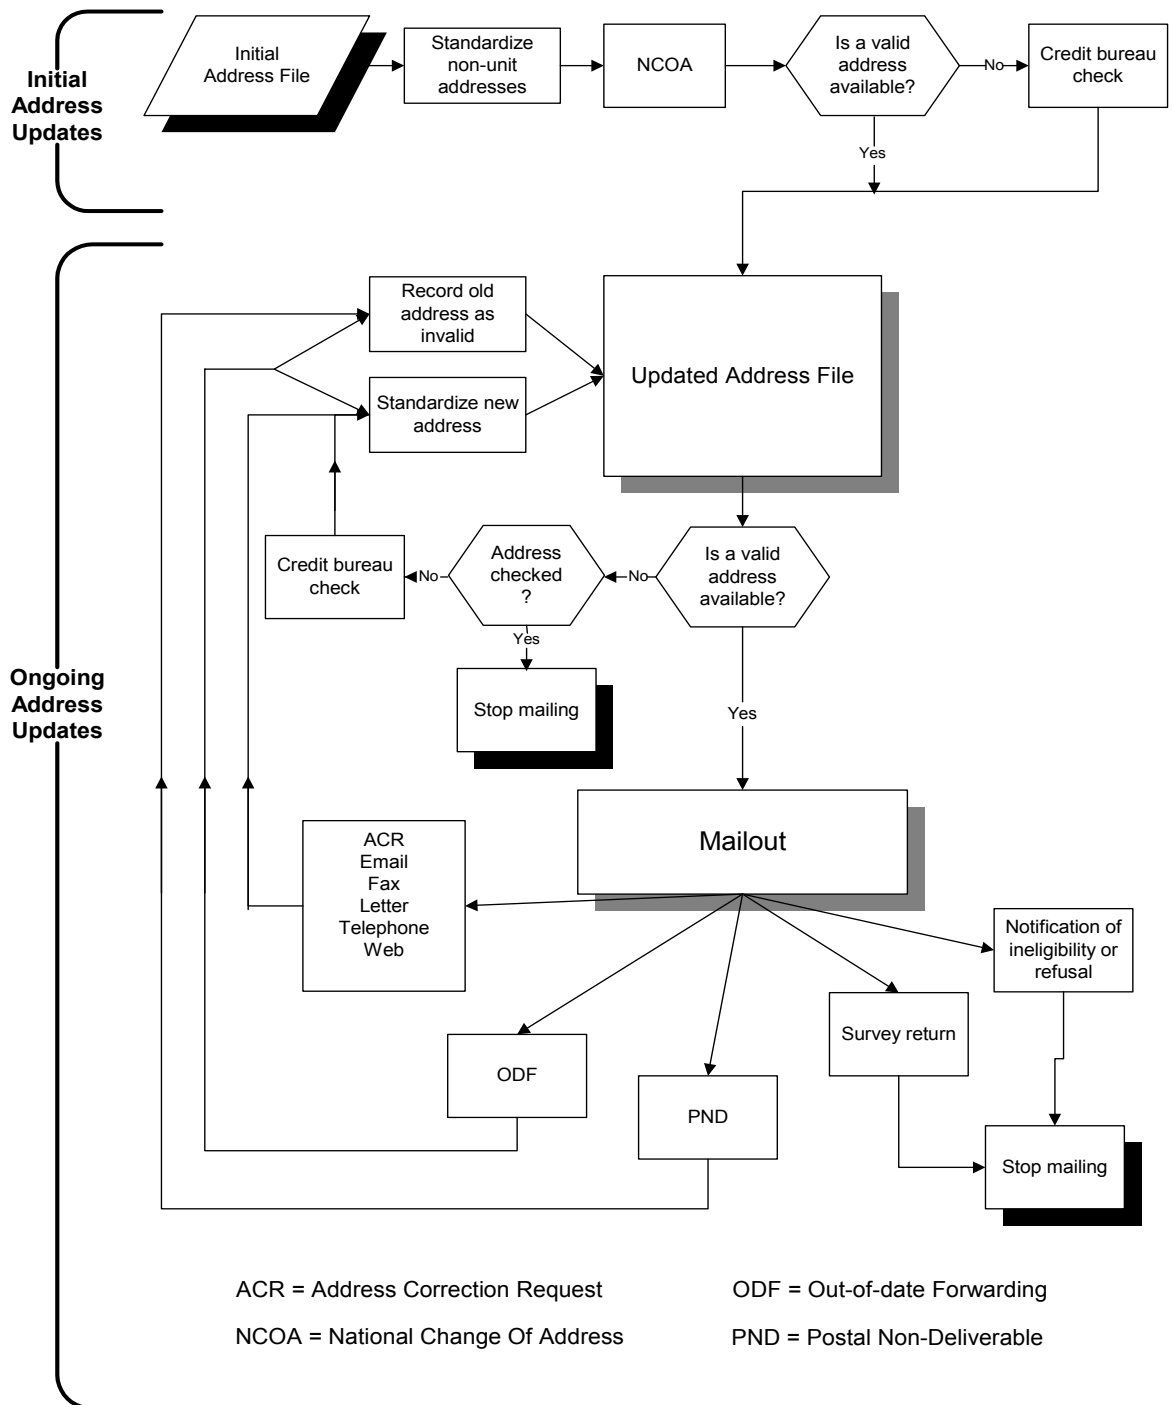 Initial
Address
Updates
Initial
Address File
Standardize
non-unit
addresses
NCOA
Is a valid
address
available?
No
Credit bureau
check
Yes
Record old
address as
invalid
Standardize new
address
Updated Address File
Credit bureau
check
No
Address
checked
?
No
Is a valid
address
available?
Yes
Stop mailing
Yes
Ongoing
Address
Updates
Mailout
ACR
Email
Fax
Letter
Telephone
Web
Notification of
ineligibility or
refusal
Survey return
ODF
PND
Stop mailing
ACR = Address Correction Request
ODF = Out-of-date Forwarding
NCOA = National Change Of Address
PND = Postal Non-Deliverable